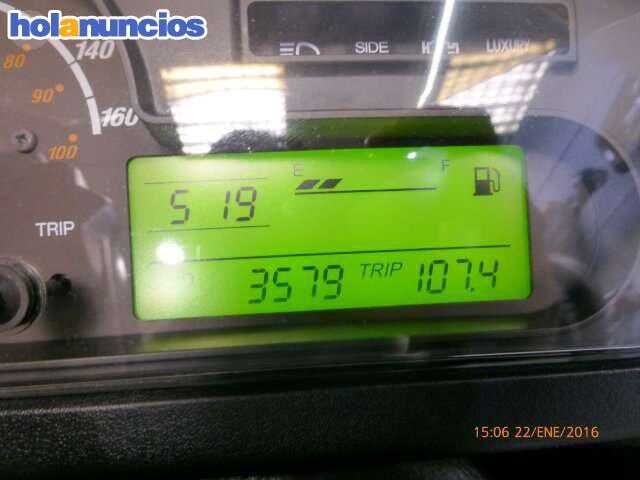 holanuncios
80
140
90
160
100
SIDE
LUXURY
TRIP
E
F
5 19
3579 TRIP 107.4
15:06 22/ENE/2016